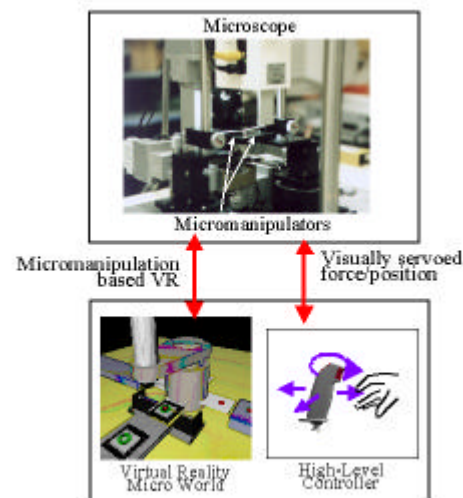 Microscope
Micromanipulators
Micromanipulation
based VR
Visually servoed
force/position
Virtual Reality
Micro World
High-Level
Controller